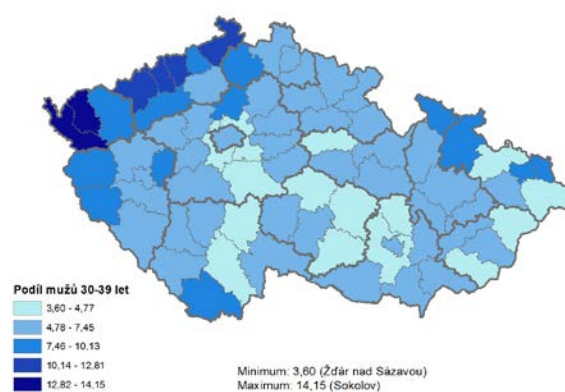 Podíl mužů 30-39 let
3,60 - 4,77
4,78 - 7,45
7,46 - 10,13
10,14 - 12,81
12,82 - 14,15
Minimum: 3,60 (Žďár nad Sázavou)
Maximum: 14,15 (Sokolov)